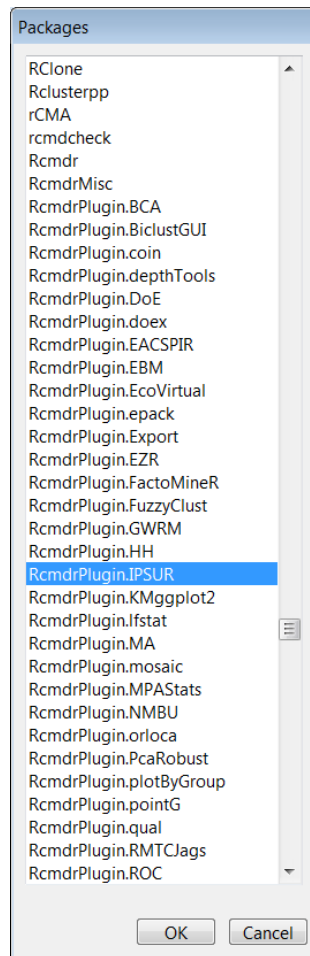 Packages
RClone
Rclusterpp
rCMA
rcmdcheck
Rcmdr
RcmdrMisc
RcmdrPlugin.BCA
RcmdrPlugin.BiclustGUI
RcmdrPlugin.coin
RcmdrPlugin.depthTools
RcmdrPlugin.DoE
RcmdrPlugin.doex
RcmdrPlugin.EACSPIR
RcmdrPlugin.EBM
RcmdrPlugin.EcoVirtual
RcmdrPlugin.epack
RcmdrPlugin.Export
RcmdrPlugin.EZR
RcmdrPlugin.FactoMineR
RcmdrPlugin.FuzzyClust
RcmdrPlugin.GWRM
RcmdrPlugin.HH
RcmdrPlugin.IPSUR
RcmdrPlugin.KMggplot2
RcmdrPlugin.lfstat
RcmdrPlugin.MA
RcmdrPlugin.mosaic
RcmdrPlugin.MPAStats
RcmdrPlugin.NMBU
RcmdrPlugin.orloca
RcmdrPlugin.PcaRobust
RcmdrPlugin.plotByGroup
RcmdrPlugin.pointG
RcmdrPlugin.qual
RcmdrPlugin.RMTCJags
RcmdrPlugin.ROC
OK Cancel